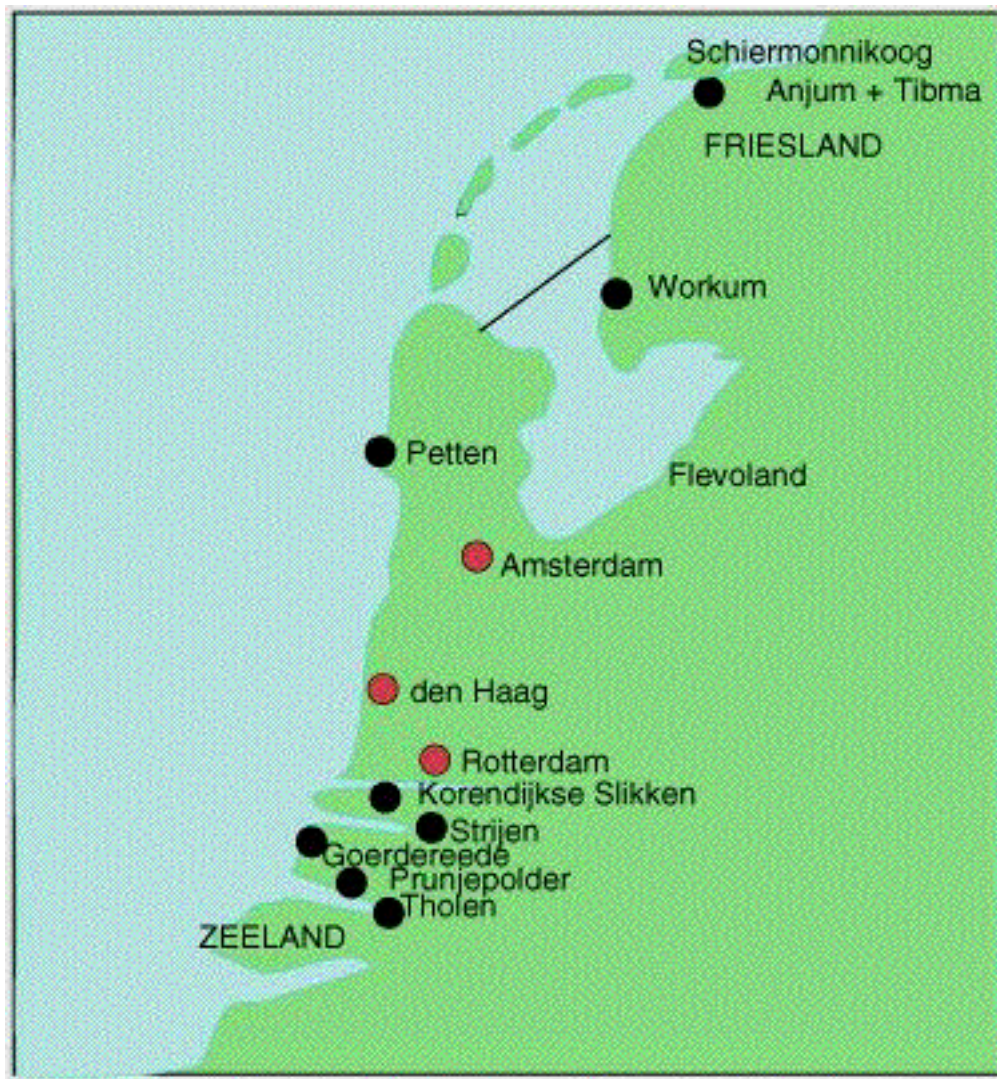 Schiermonnikoog
Anjum + Tibma
FRIESLAND
Workum
Petten
Flevoland
Amsterdam
den Haag
Rotterdam
Korendijkse Slikken
Strijen
Goerdereede
Prunjepolder
Tholen
ZEELAND